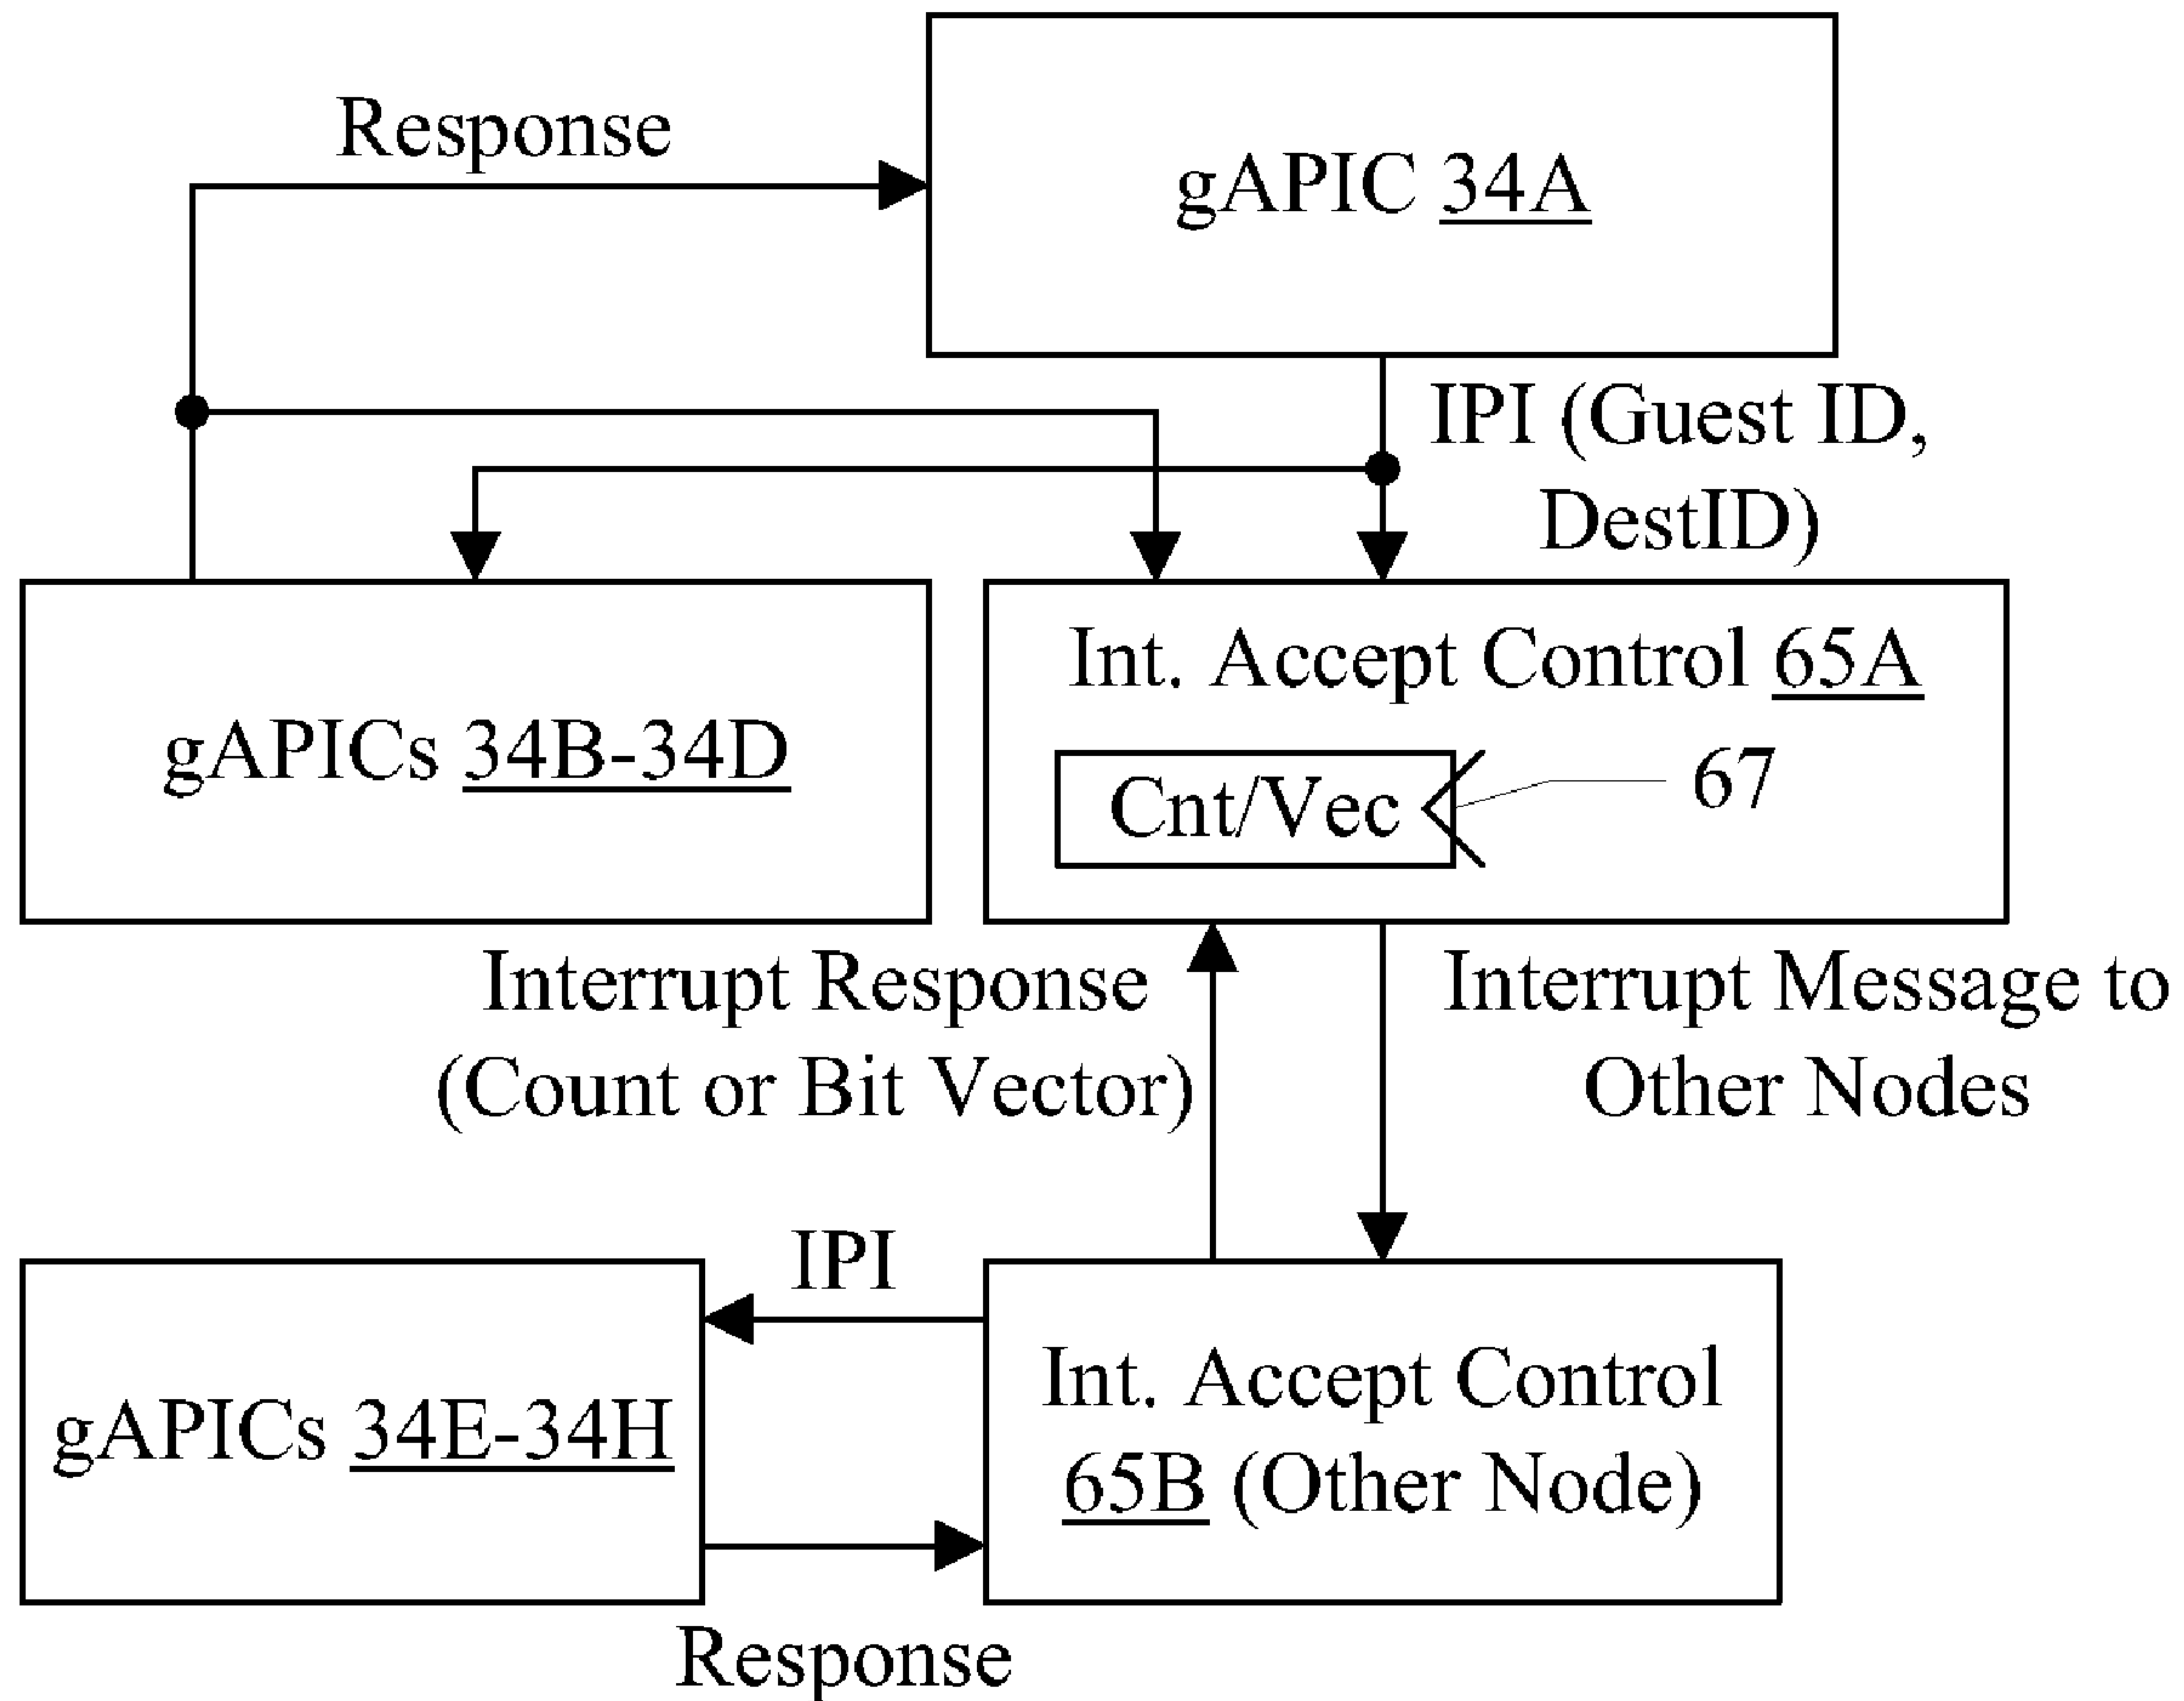 Response
gAPIC 34A
IPI (Guest ID,
DestID)
gAPICs 34B-34D
Int. Accept Control 65A
Cnt/Vec
67
Interrupt Response
(Count or Bit Vector)
Interrupt Message to
Other Nodes
IPI
gAPICs 34E-34H
Int. Accept Control
65B (Other Node)
Response